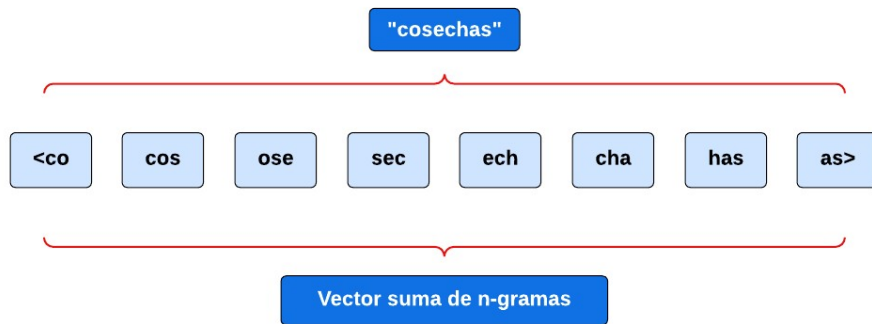 "cosechas"
<co cos ose sec ech cha has as>
Vector suma de n-gramas